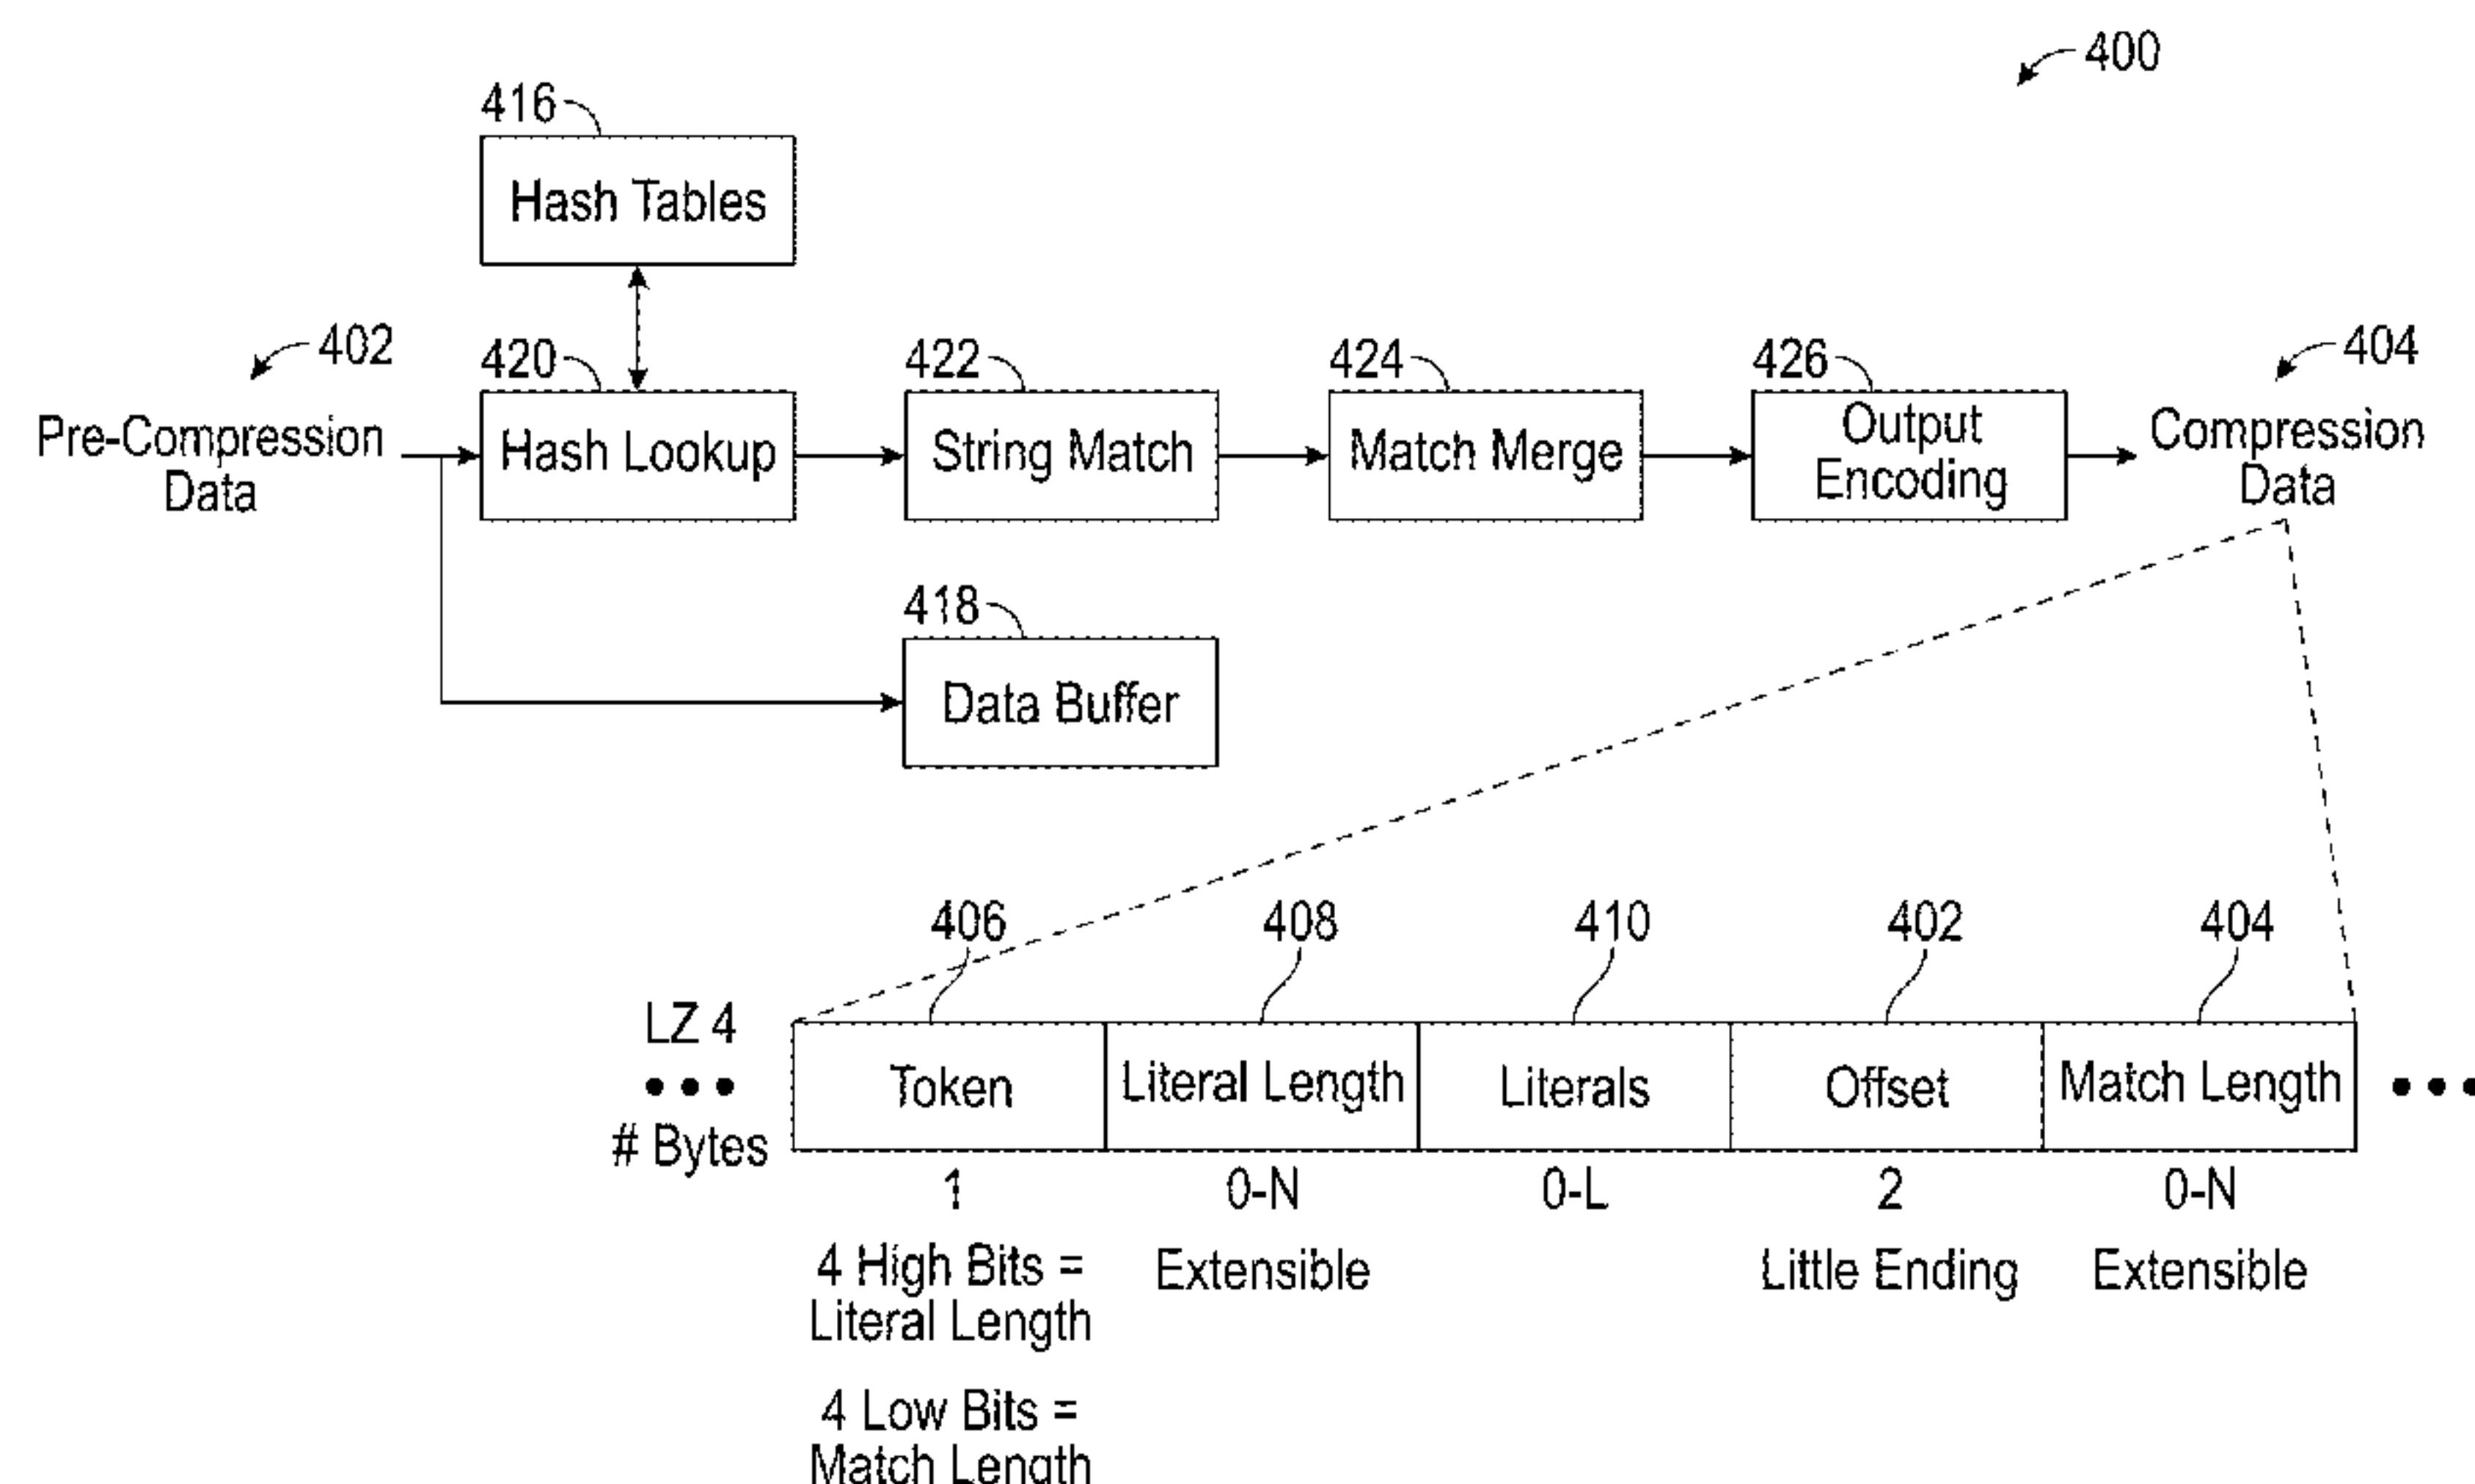 400
416
Hash Tables
402
420
422
424
426
404
Pre-Compression
Data
Hash Lookup
String Match
Match Merge
Output
Encoding
Compression
Data
418
Data Buffer
406
408
410
402
404
LZ 4
# Bytes
Token
Literal Length
Literals
Offset
Match Length
1
0-N
0-L
2
0-N
4 High Bits =
Literal Length
Extensible
Little Ending
Extensible
4 Low Bits =
Match Length